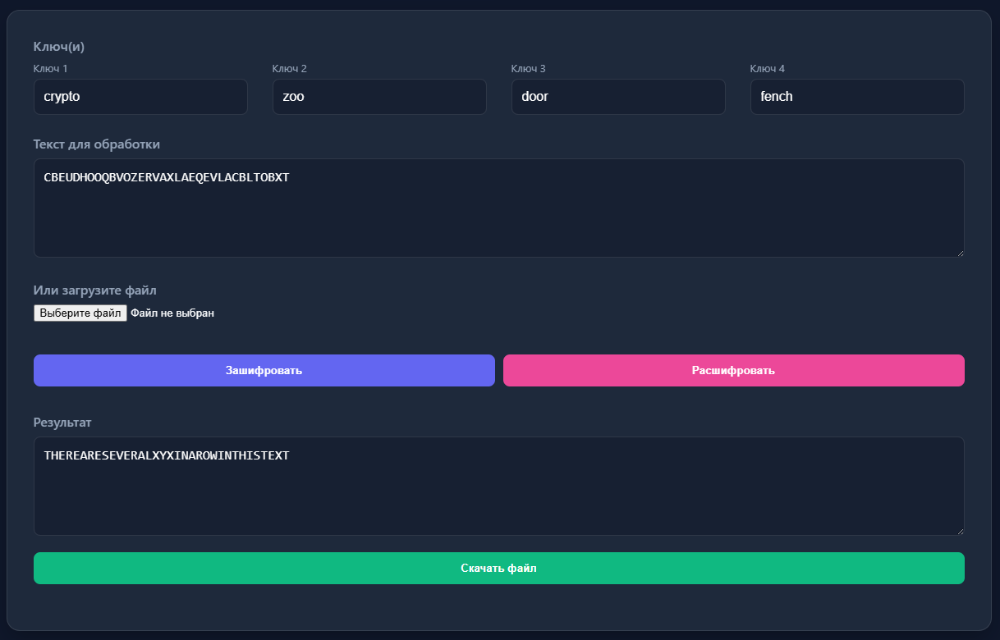 Ключ(и)
Ключ 1 Ключ 2 Ключ 3 Ключ 4
crypto zoo door fench
Текст для обработки
CBEUDHOOQBVOZERVAXLAEQEVLACBLTOBXT
Или загрузите файл
Выберите файл Файл не выбран
Зашифровать Расшифровать
Результат
THEREARESEVERALXYXINAROWINTHISTEXT
Скачать файл